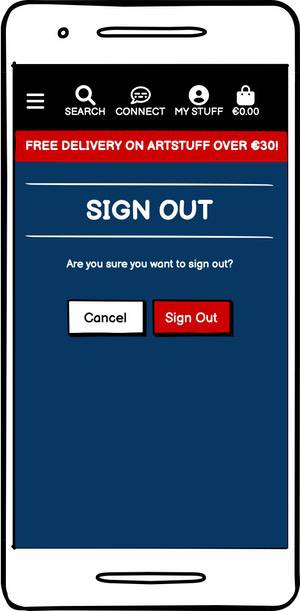 SEARCH CONNECT MY STUFF €0.00
FREE DELIVERY ON ARTSTUFF OVER €30!
SIGN OUT
Are you sure you want to sign out?
Cancel Sign Out